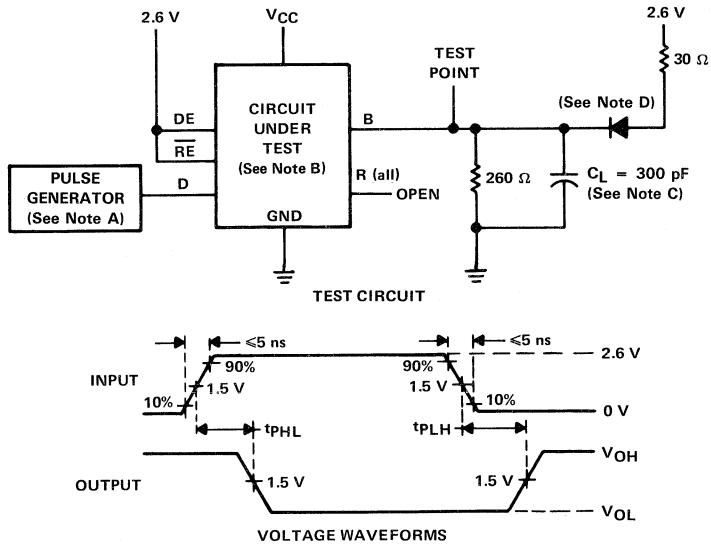 2.6 V
VCC
2.6 V
30 Ω
TEST
POINT
(See Note D)
DE
RE
CIRCUIT
UNDER
TEST
(See Note B)
B
PULSE
GENERATOR
(See Note A)
D
R (all)
OPEN
260 Ω
CL = 300 pF
(See Note C)
GND
TEST CIRCUIT
≤5 ns
≤5 ns
2.6 V
90%
90%
INPUT
1.5 V
1.5 V
10%
10%
0 V
tPHL
tPLH
VOH
OUTPUT
1.5 V
1.5 V
VOL
VOLTAGE WAVEFORMS